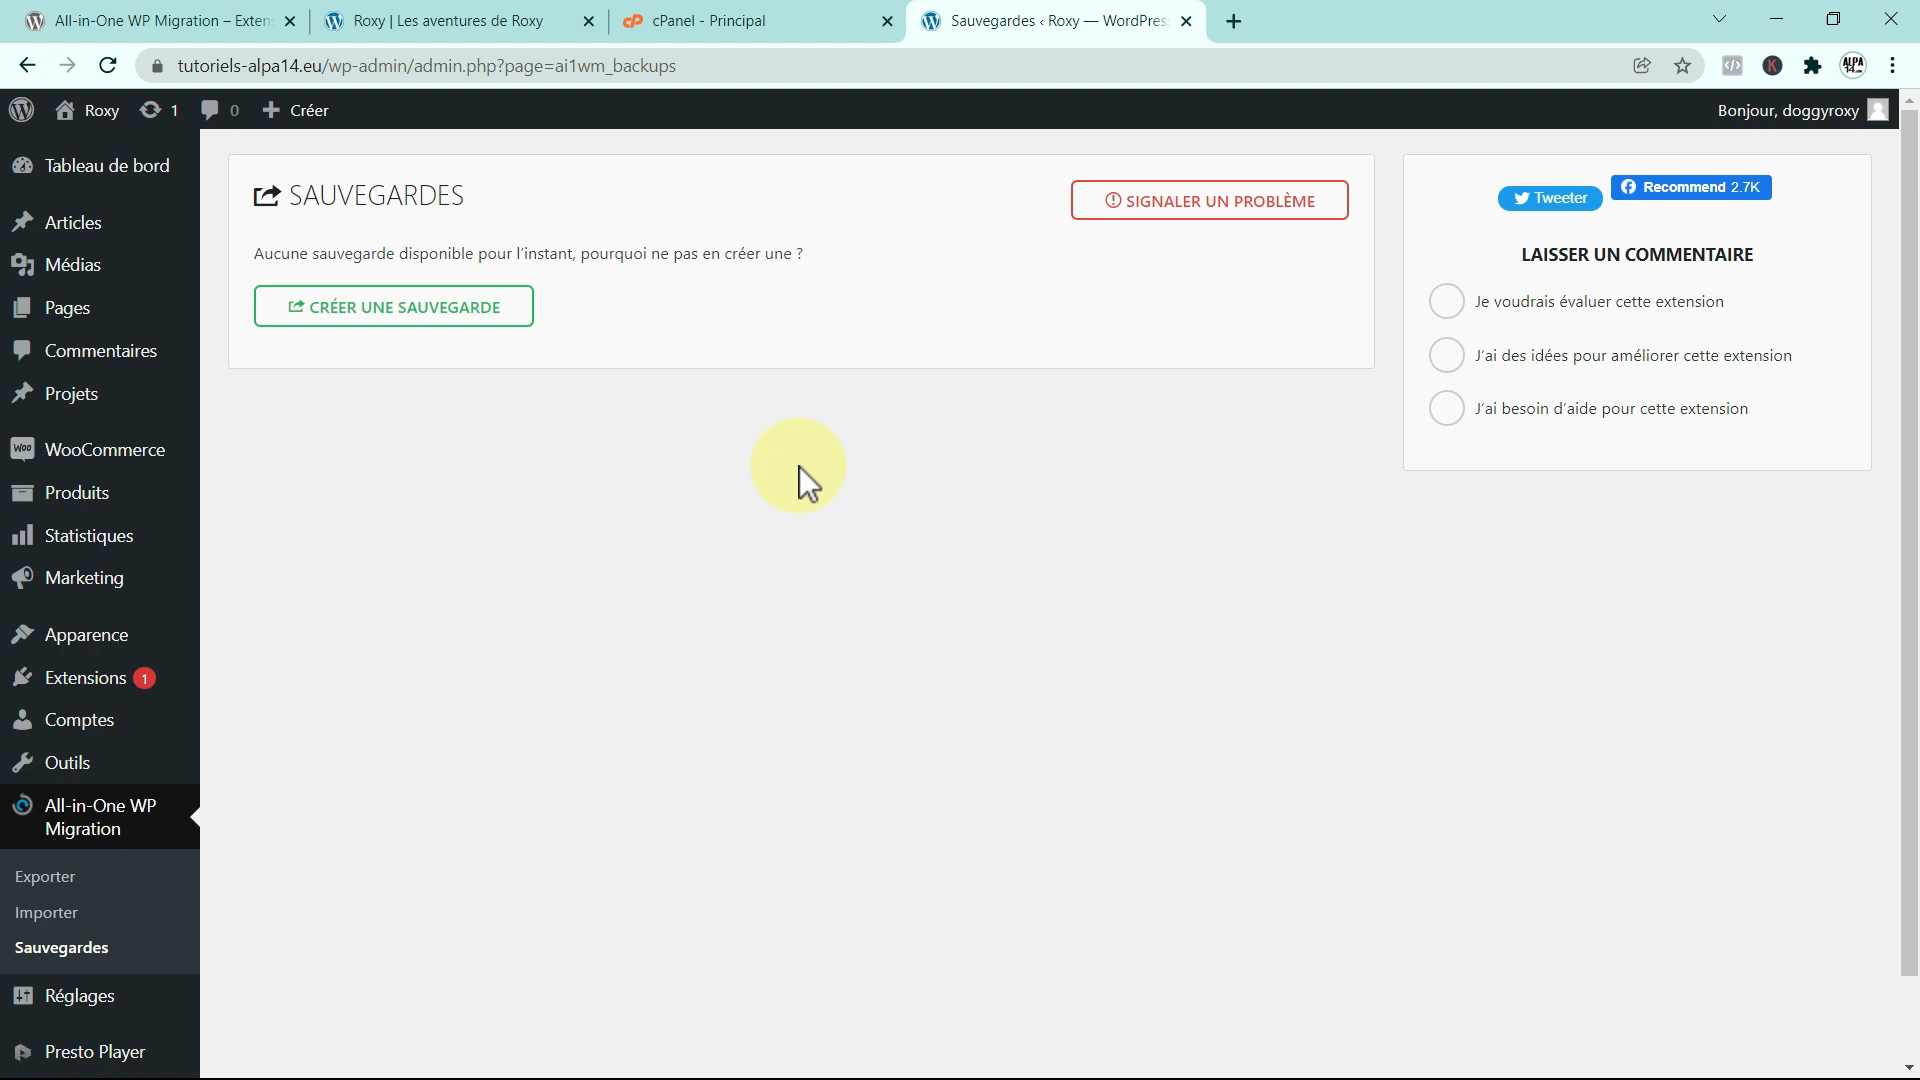 All-in-One WP Migration – Exten
Roxy | Les aventures de Roxy
cPanel - Principal
Sauvegardes ‹ Roxy — WordPres
tutoriels-alpa14.eu/wp-admin/admin.php?page=ai1wm_backups
Roxy
1
0
Créer
Bonjour, doggyroxy
Tableau de bord
Articles
Médias
Pages
Commentaires
Projets
WooCommerce
Produits
Statistiques
Marketing
Apparence
Extensions 1
Comptes
Outils
All-in-One WP
Migration
Exporter
Importer
Sauvegardes
Réglages
Presto Player
SAUVEGARDES
SIGNALER UN PROBLÈME
Aucune sauvegarde disponible pour l'instant, pourquoi ne pas en créer une ?
CRÉER UNE SAUVEGARDE
Tweeter
Recommend 2.7K
LAISSER UN COMMENTAIRE
Je voudrais évaluer cette extension
J'ai des idées pour améliorer cette extension
J'ai besoin d'aide pour cette extension